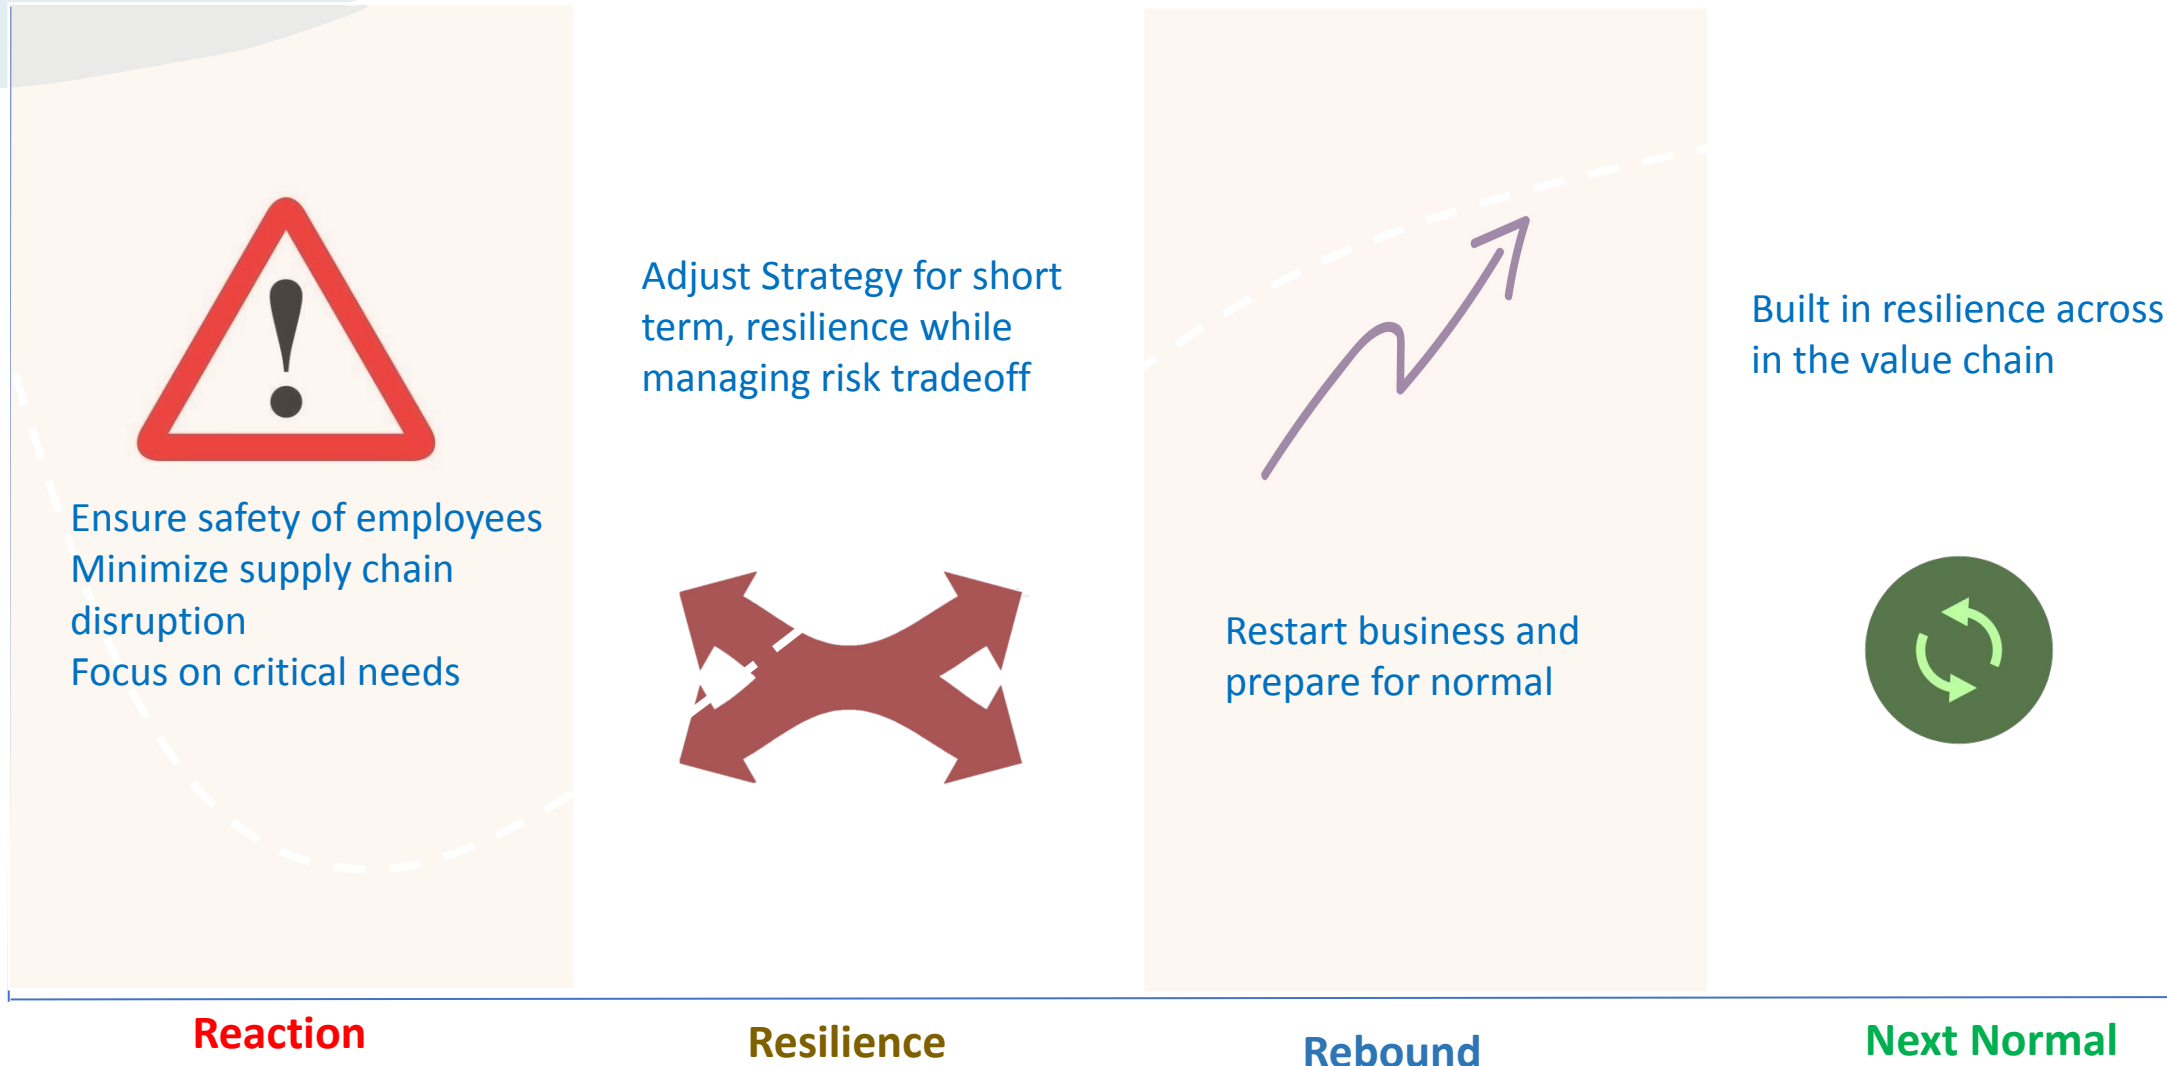 Ensure safety of employees
Minimize supply chain
disruption
Focus on critical needs
Adjust Strategy for short
term, resilience while
managing risk tradeoff
Restart business and
prepare for normal
Built in resilience across
in the value chain
Reaction
Resilience
Rebound
Next Normal